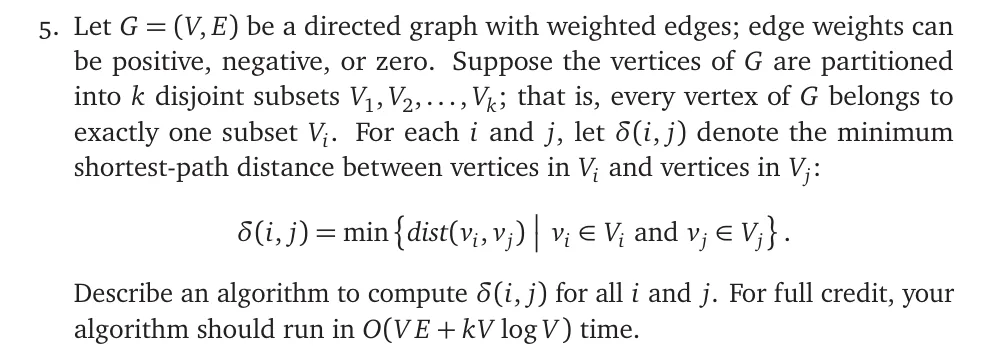 5. Let G = (V, E) be a directed graph with weighted edges; edge weights can
be positive, negative, or zero. Suppose the vertices of G are partitioned
into k disjoint subsets V₁, V₂, . . . , Vₖ; that is, every vertex of G belongs to
exactly one subset Vᵢ. For each i and j, let δ(i, j) denote the minimum
shortest-path distance between vertices in Vᵢ and vertices in Vⱼ:
δ(i, j) = min{dist(vᵢ, vⱼ) | vᵢ ∈ Vᵢ and vⱼ ∈ Vⱼ}.
Describe an algorithm to compute δ(i, j) for all i and j. For full credit, your
algorithm should run in O(VE + kV log V) time.